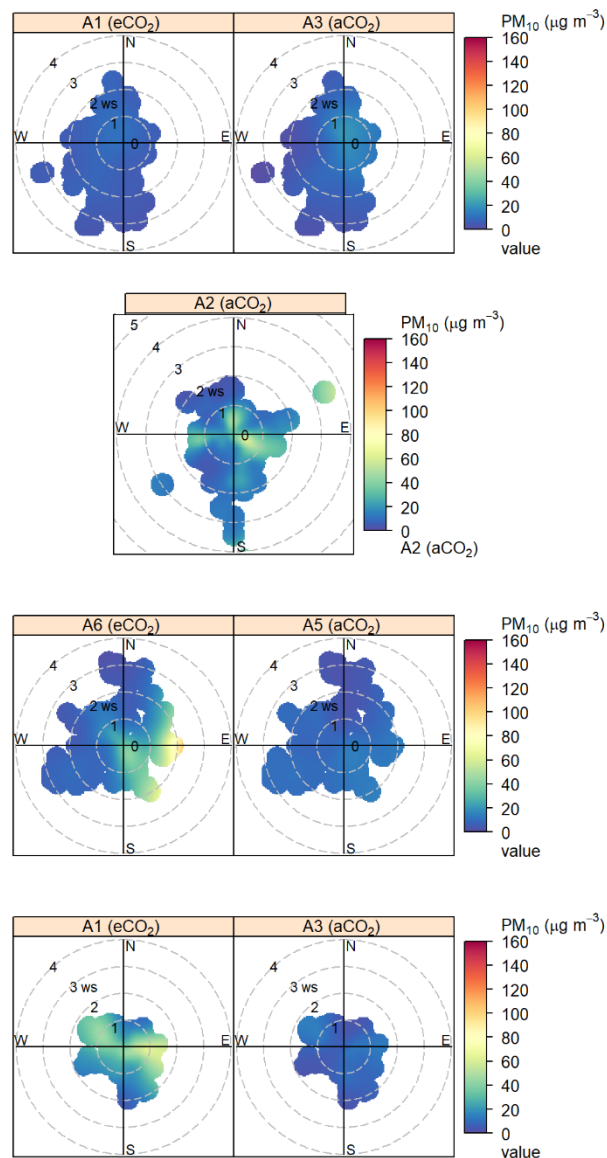 A1 (eCO₂) A3 (aCO₂) PM₁₀ (μg m⁻³)
N N 160
4 4 140
3 3 120
2 ws 2 ws 100
1 1 80
W 0 E W 0 E 60
40
20
0
S S value
A2 (aCO₂) PM₁₀ (μg m⁻³)
5 N 160
4 140
3 120
2 ws 100
1 80
W 0 E 60
40
20
0
S A2 (aCO₂)
A6 (eCO₂) A5 (aCO₂) PM₁₀ (μg m⁻³)
N N 160
4 4 140
3 3 120
2 ws 2 ws 100
1 1 80
W 0 E W 0 E 60
40
20
0
S S value
A1 (eCO₂) A3 (aCO₂) PM₁₀ (μg m⁻³)
N N 160
4 4 140
3 ws 3 ws 120
2 2 100
1 1 80
W 0 E W 0 E 60
40
20
0
S S value